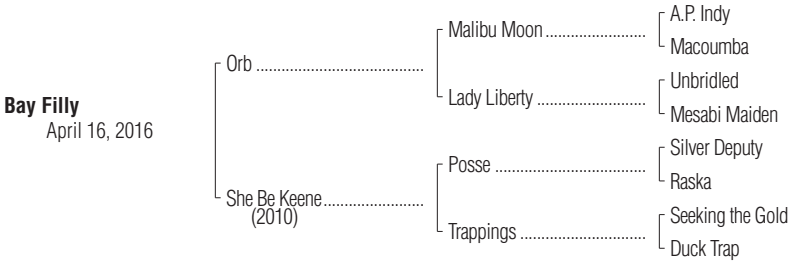 Bay Filly
April 16, 2016
Orb ....................................
She Be Keene......................
(2010)
Malibu Moon ......................
Lady Liberty ........................
Posse .................................
Trappings ............................
A.P. Indy
Macoumba
Unbridled
Mesabi Maiden
Silver Deputy
Raska
Seeking the Gold
Duck Trap